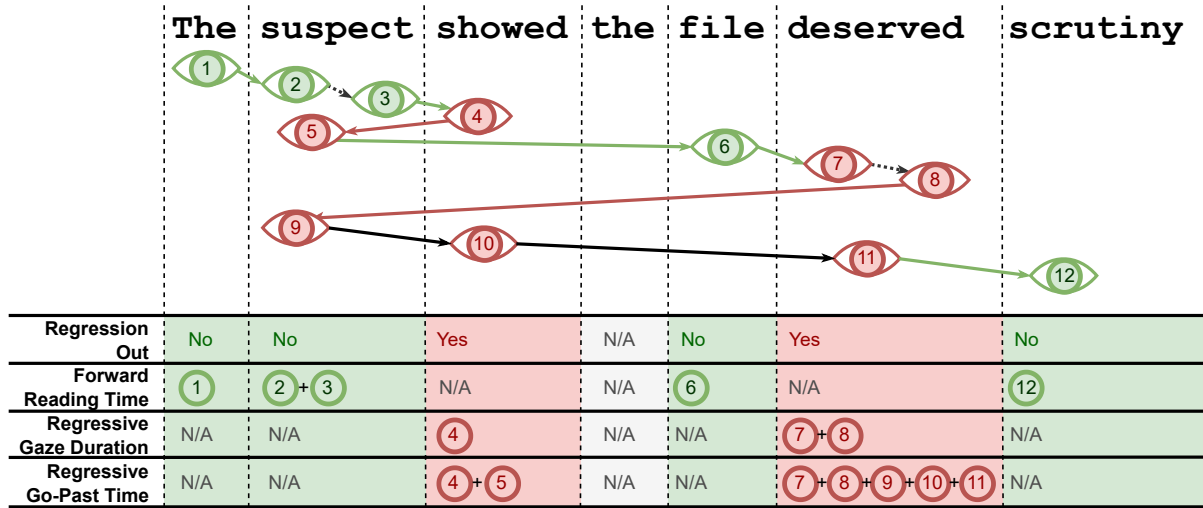 The suspect showed the file deserved scrutiny
1
2
3
4
5
6
7
8
9
10
11
12
Regression Out No No Yes N/A No Yes No
Forward Reading Time 1 2+3 N/A N/A 6 N/A 12
Regressive Gaze Duration N/A N/A 4 N/A N/A 7+8 N/A
Regressive Go-Past Time N/A N/A 4+5 N/A N/A 7+8+9+10+11 N/A